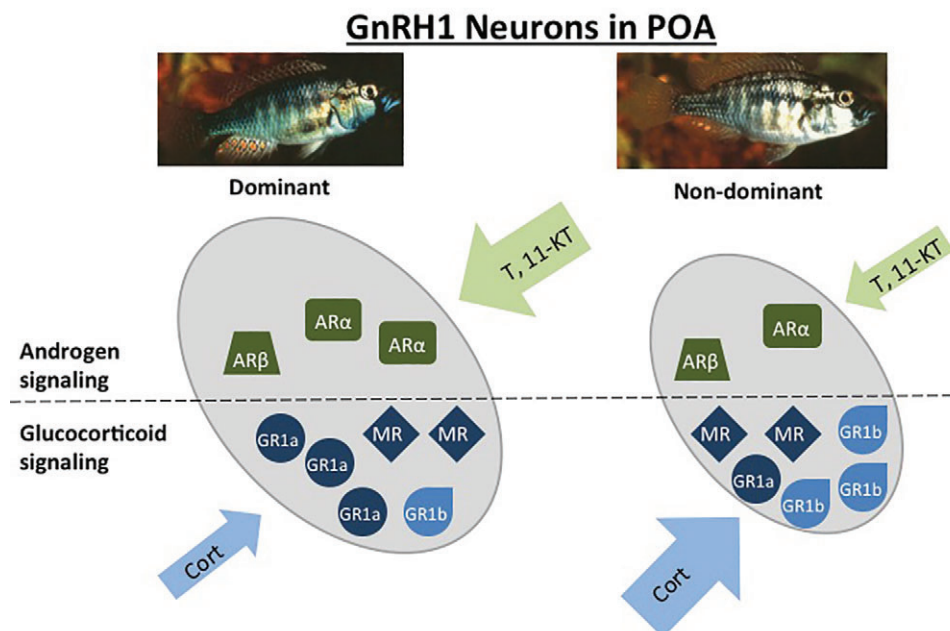 GnRH1 Neurons in POA
Dominant
Non-dominant
T, 11-KT
T, 11-KT
ARα
ARα
ARβ
ARα
ARβ
Androgen
signaling
Glucocorticoid
signaling
GR1a
MR
MR
GR1a
GR1a
GR1b
MR
MR
GR1b
GR1a
GR1b
GR1b
Cort
Cort